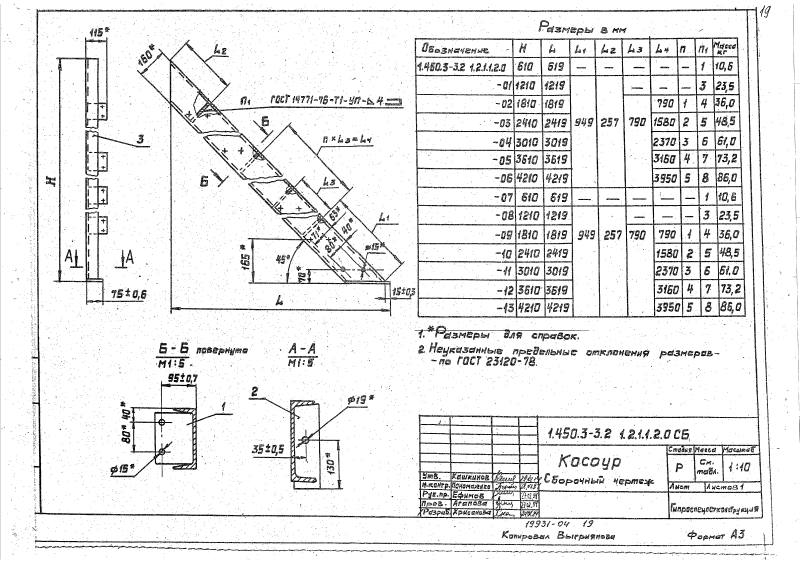 19
Размеры в мм
Обозначение H L L1 L2 L3 L4 n n1 Масса кг
1.450.3-3.2 1.2.1.1.2.0 610 619 — — — — — 1 10,6
-01 1210 1219 — — — 3 23,5
-02 1810 1819 790 1 4 36,0
-03 2410 2419 949 257 790 1580 2 5 48,5
-04 3010 3019 2370 3 6 61,0
-05 3610 3619 3160 4 7 73,2
-06 4210 4219 3950 5 8 86,0
-07 610 619 — — — — — 1 10,6
-08 1210 1219 — — — 3 23,5
-09 1810 1819 949 257 790 790 1 4 36,0
-10 2410 2419 1580 2 5 48,5
-11 3010 3019 2370 3 6 61,0
-12 3610 3619 3160 4 7 73,2
-13 4210 4219 3950 5 8 86,0
1.*Размеры для справок.
2 Неуказанные предельные отклонения размеров-
-по ГОСТ 23120-78.
115*
3
H
A A
75±0,6
160*
L2
L1
n1
ГОСТ 14771-76-Т1-УП-
4
Б
Б
n×L3=L4
L3
L1
165*
45°
70*
80*
40*
ø15*
L
15±0,3
Б-Б повернуто
М1:5
95±0,7
40*
80*
1
ø15*
А-А
М1:5
2
ø19*
35±0,5
130*
1.450.3-3.2 1.2.1.1.2.0 СБ
Косоур
Сборочный чертеж
Стадия Масса Масштаб
Р См. табл. 1:10
Лист Листов 1
Гипроспецлегконструкция
Утв. Кашкинов
Н.контр. Пономаренко
Рук.пр. Ефимов
Пров. Агапова
Разраб. Хрисанова
19931-04 19
Копировал Выгриянова
Формат А3